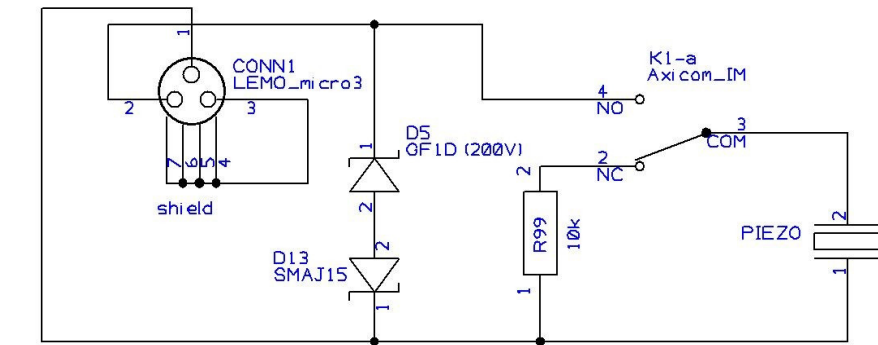 1
CONN1
LEMO_micro3
2
3
7
6
5
4
shield
D5
GF1D (200V)
1
2
D13
SMAJ15
2
1
K1-a
Axicom_IM
4
NO
3
COM
2
NC
2
R99
10k
1
PIEZO
2
1